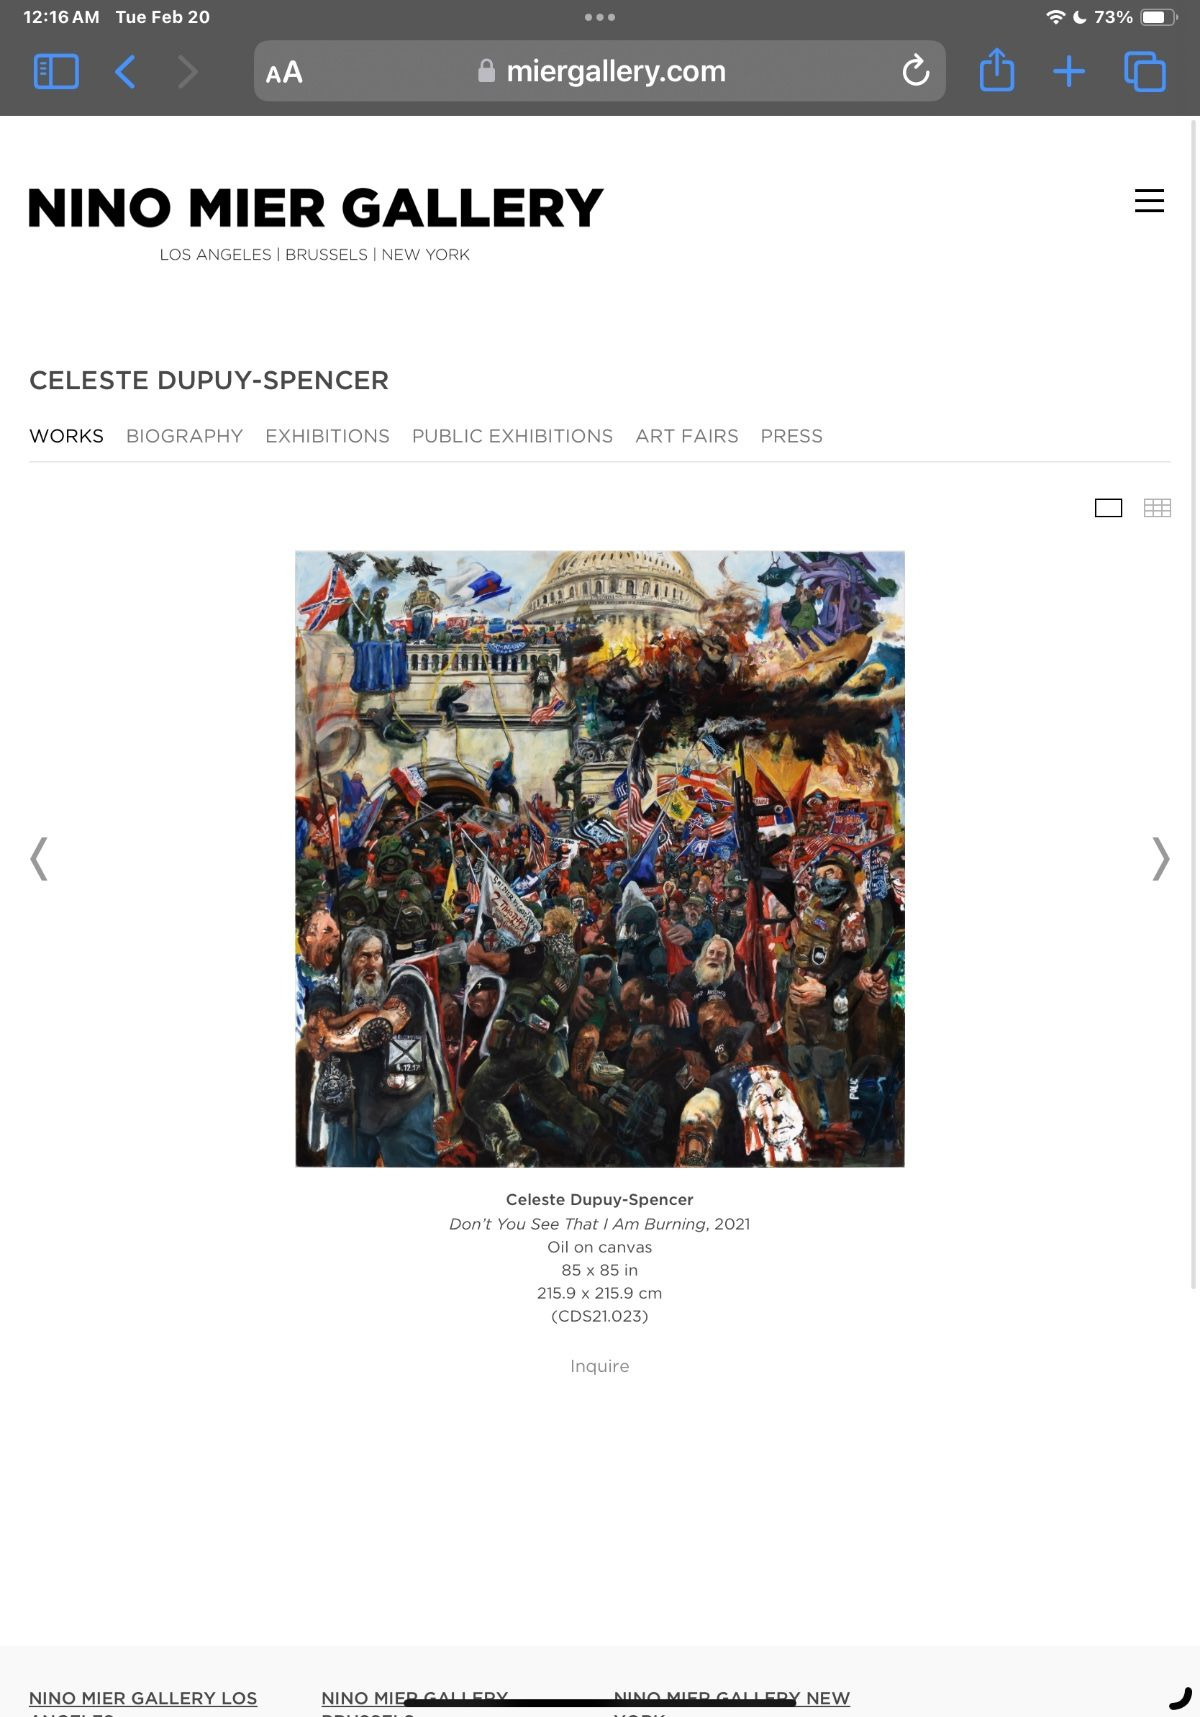 12:16 AM Tue Feb 20
73%
AA
miergallery.com
NINO MIER GALLERY
LOS ANGELES | BRUSSELS | NEW YORK
CELESTE DUPUY-SPENCER
WORKS BIOGRAPHY EXHIBITIONS PUBLIC EXHIBITIONS ART FAIRS PRESS
45
Celeste Dupuy-Spencer
Don't You See That I Am Burning, 2021
Oil on canvas
85 x 85 in
215.9 x 215.9 cm
(CDS21.023)
Inquire
NINO MIER GALLERY LOS
NINO MIER GALLERY
NINO MIER GALLERY NEW